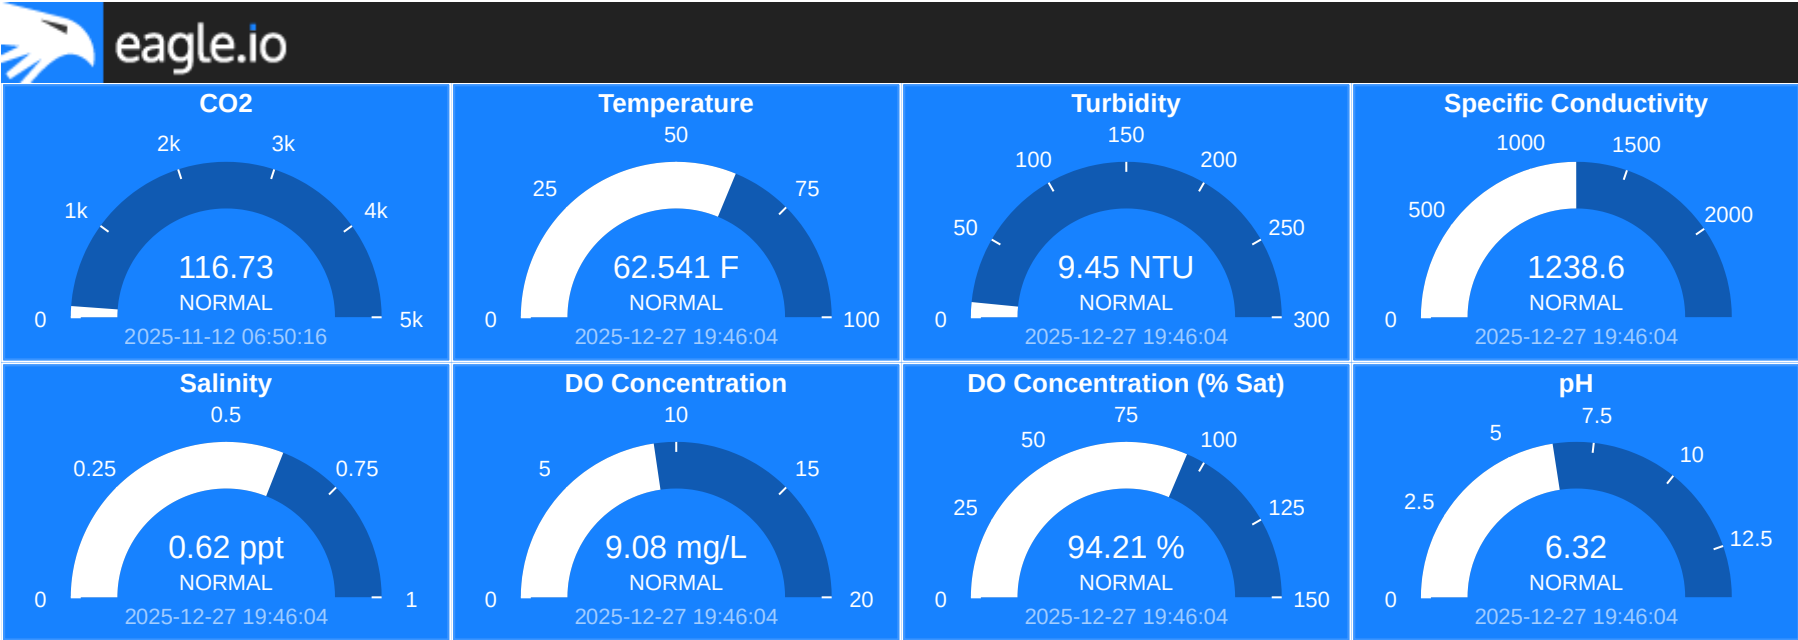 eagle.io
CO2
0
1k
2k
3k
4k
5k
116.73
NORMAL
2025-11-12 06:50:16
Temperature
0
25
50
75
100
62.541 F
NORMAL
2025-12-27 19:46:04
Turbidity
0
50
100
150
200
250
300
9.45 NTU
NORMAL
2025-12-27 19:46:04
Specific Conductivity
0
500
1000
1500
2000
1238.6
NORMAL
2025-12-27 19:46:04
Salinity
0
0.25
0.5
0.75
1
0.62 ppt
NORMAL
2025-12-27 19:46:04
DO Concentration
0
5
10
15
20
9.08 mg/L
NORMAL
2025-12-27 19:46:04
DO Concentration (% Sat)
0
25
50
75
100
125
150
94.21 %
NORMAL
2025-12-27 19:46:04
pH
0
2.5
5
7.5
10
12.5
6.32
NORMAL
2025-12-27 19:46:04